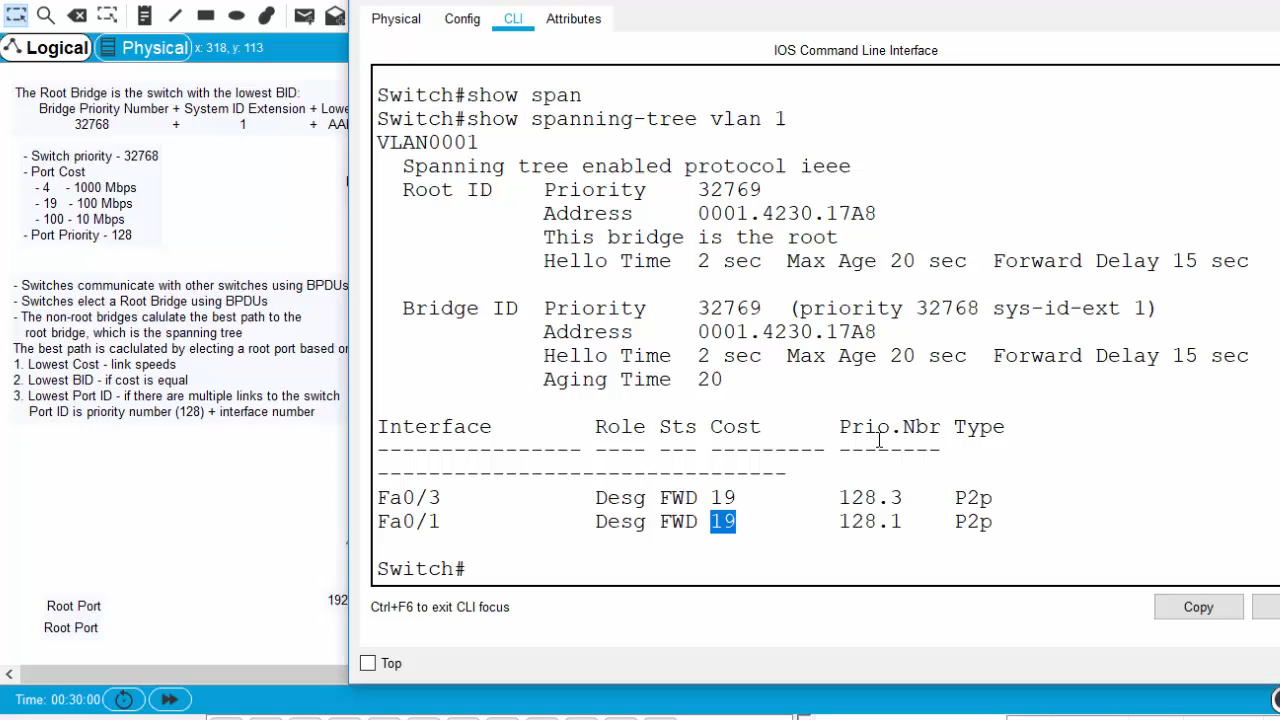 Physical Config CLI Attributes
Logical Physical x: 318, y: 113
IOS Command Line Interface
The Root Bridge is the switch with the lowest BID:
Bridge Priority Number + System ID Extension + Lowe
32768 + 1 + AA
- Switch priority - 32768
- Port Cost
- 4 - 1000 Mbps
- 19 - 100 Mbps
- 100 - 10 Mbps
- Port Priority - 128
- Switches communicate with other switches using BPDUs
- Switches elect a Root Bridge using BPDUs
- The non-root bridges calulate the best path to the
root bridge, which is the spanning tree
The best path is caclulated by electing a root port based on
1. Lowest Cost - link speeds
2. Lowest BID - if cost is equal
3. Lowest Port ID - if there are multiple links to the switch
Port ID is priority number (128) + interface number
Root Port 192
Root Port
Switch#show span
Switch#show spanning-tree vlan 1
VLAN0001
Spanning tree enabled protocol ieee
Root ID Priority 32769
Address 0001.4230.17A8
This bridge is the root
Hello Time 2 sec Max Age 20 sec Forward Delay 15 sec
Bridge ID Priority 32769 (priority 32768 sys-id-ext 1)
Address 0001.4230.17A8
Hello Time 2 sec Max Age 20 sec Forward Delay 15 sec
Aging Time 20
Interface Role Sts Cost Prio.Nbr Type
---------------- ---- --- --------- --------
--------------------------------
Fa0/3 Desg FWD 19 128.3 P2p
Fa0/1 Desg FWD 19 128.1 P2p
Switch#
Ctrl+F6 to exit CLI focus
Copy
Top
Time: 00:30:00